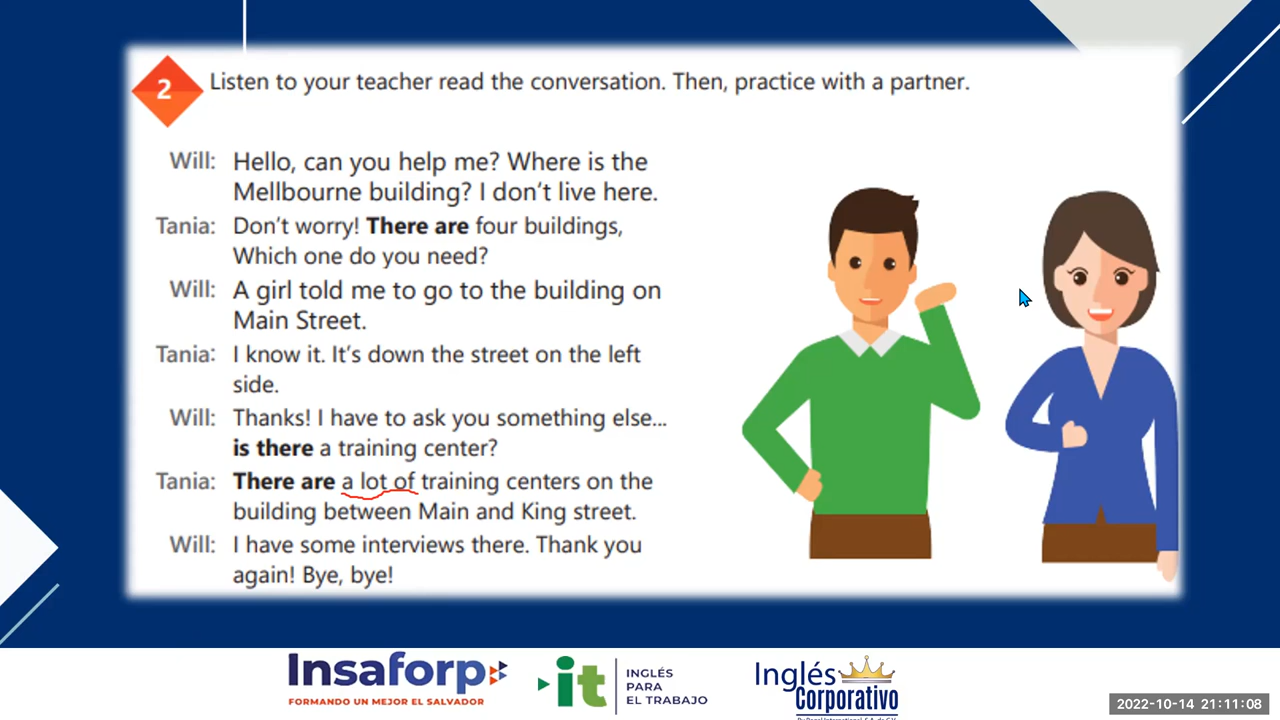 2 Listen to your teacher read the conversation. Then, practice with a partner.
Will: Hello, can you help me? Where is the
Mellbourne building? I don't live here.
Tania: Don't worry! There are four buildings,
Which one do you need?
Will: A girl told me to go to the building on
Main Street.
Tania: I know it. It's down the street on the left
side.
Will: Thanks! I have to ask you something else...
is there a training center?
Tania: There are a lot of training centers on the
building between Main and King street.
Will: I have some interviews there. Thank you
again! Bye, bye!
Insaforp
FORMANDO UN MEJOR EL SALVADOR
it
INGLÉS
PARA
EL TRABAJO
Inglés
Corporativo
2022-10-14 21:11:08